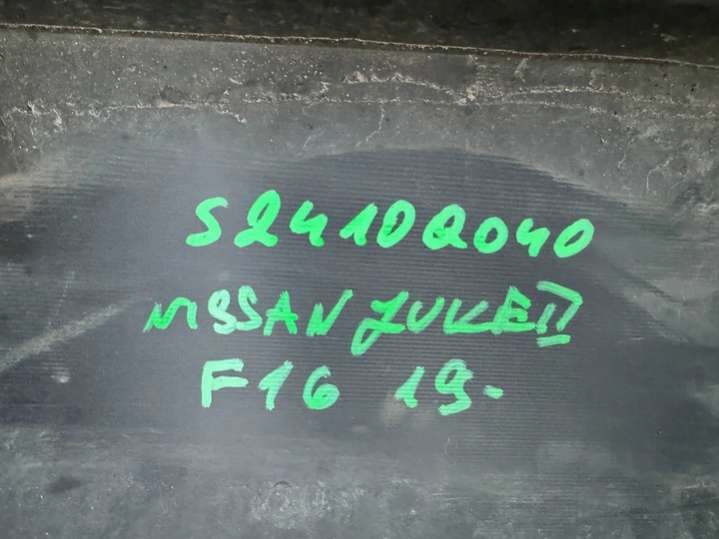 S2410Q040
NISSAN JUKE II
F16 19-